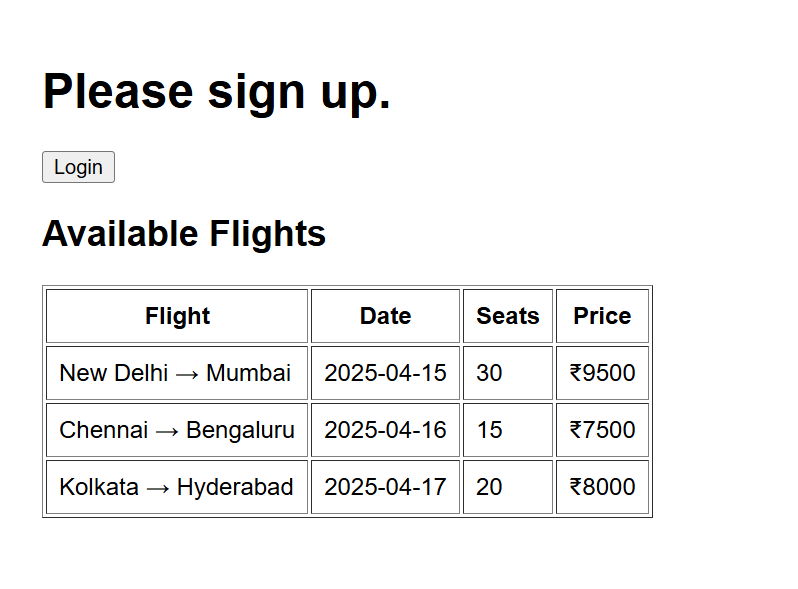 Please sign up.
Login
Available Flights
Flight Date Seats Price
New Delhi → Mumbai 2025-04-15 30 ₹9500
Chennai → Bengaluru 2025-04-16 15 ₹7500
Kolkata → Hyderabad 2025-04-17 20 ₹8000